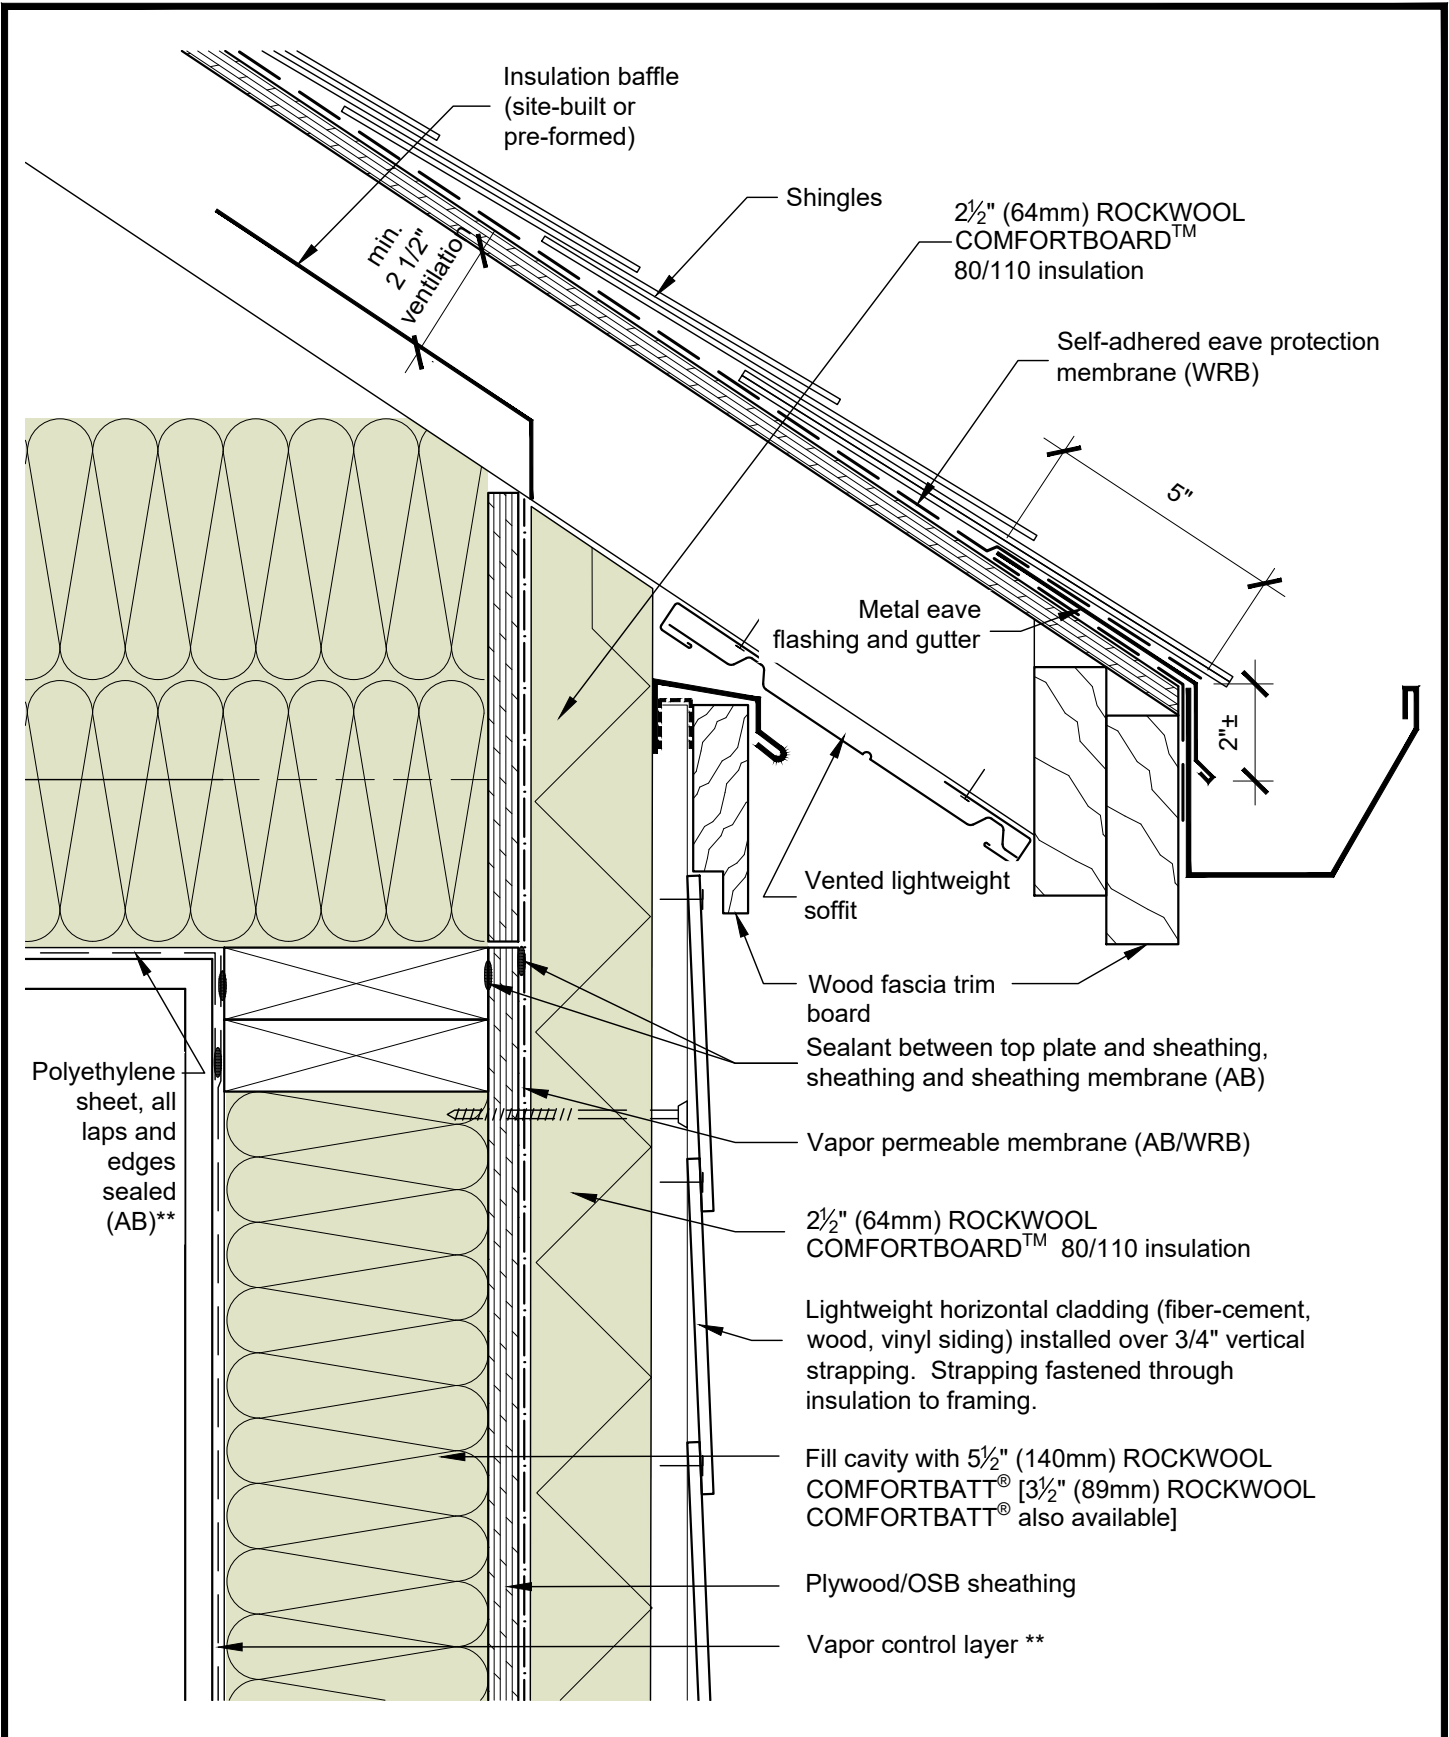 Insulation baffle
(site-built or
pre-formed)
Shingles
2½" (64mm) ROCKWOOL
COMFORTBOARD™
80/110 insulation
min.
2 1/2"
ventilation
Self-adhered eave protection
membrane (WRB)
5"
Metal eave
flashing and gutter
2"±
Vented lightweight
soffit
Wood fascia trim
board
Sealant between top plate and sheathing,
sheathing and sheathing membrane (AB)
Polyethylene
sheet, all
laps and
edges
sealed
(AB)**
Vapor permeable membrane (AB/WRB)
2½" (64mm) ROCKWOOL
COMFORTBOARD™ 80/110 insulation
Lightweight horizontal cladding (fiber-cement,
wood, vinyl siding) installed over 3/4" vertical
strapping. Strapping fastened through
insulation to framing.
Fill cavity with 5½" (140mm) ROCKWOOL
COMFORTBATT® [3½" (89mm) ROCKWOOL
COMFORTBATT® also available]
Plywood/OSB sheathing
Vapor control layer **